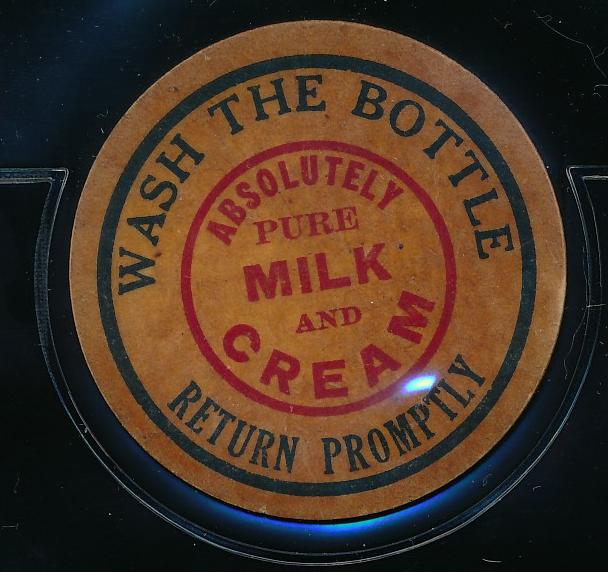 WASH THE BOTTLE
ABSOLUTELY
PURE
MILK
AND
CREAM
RETURN PROMPTLY